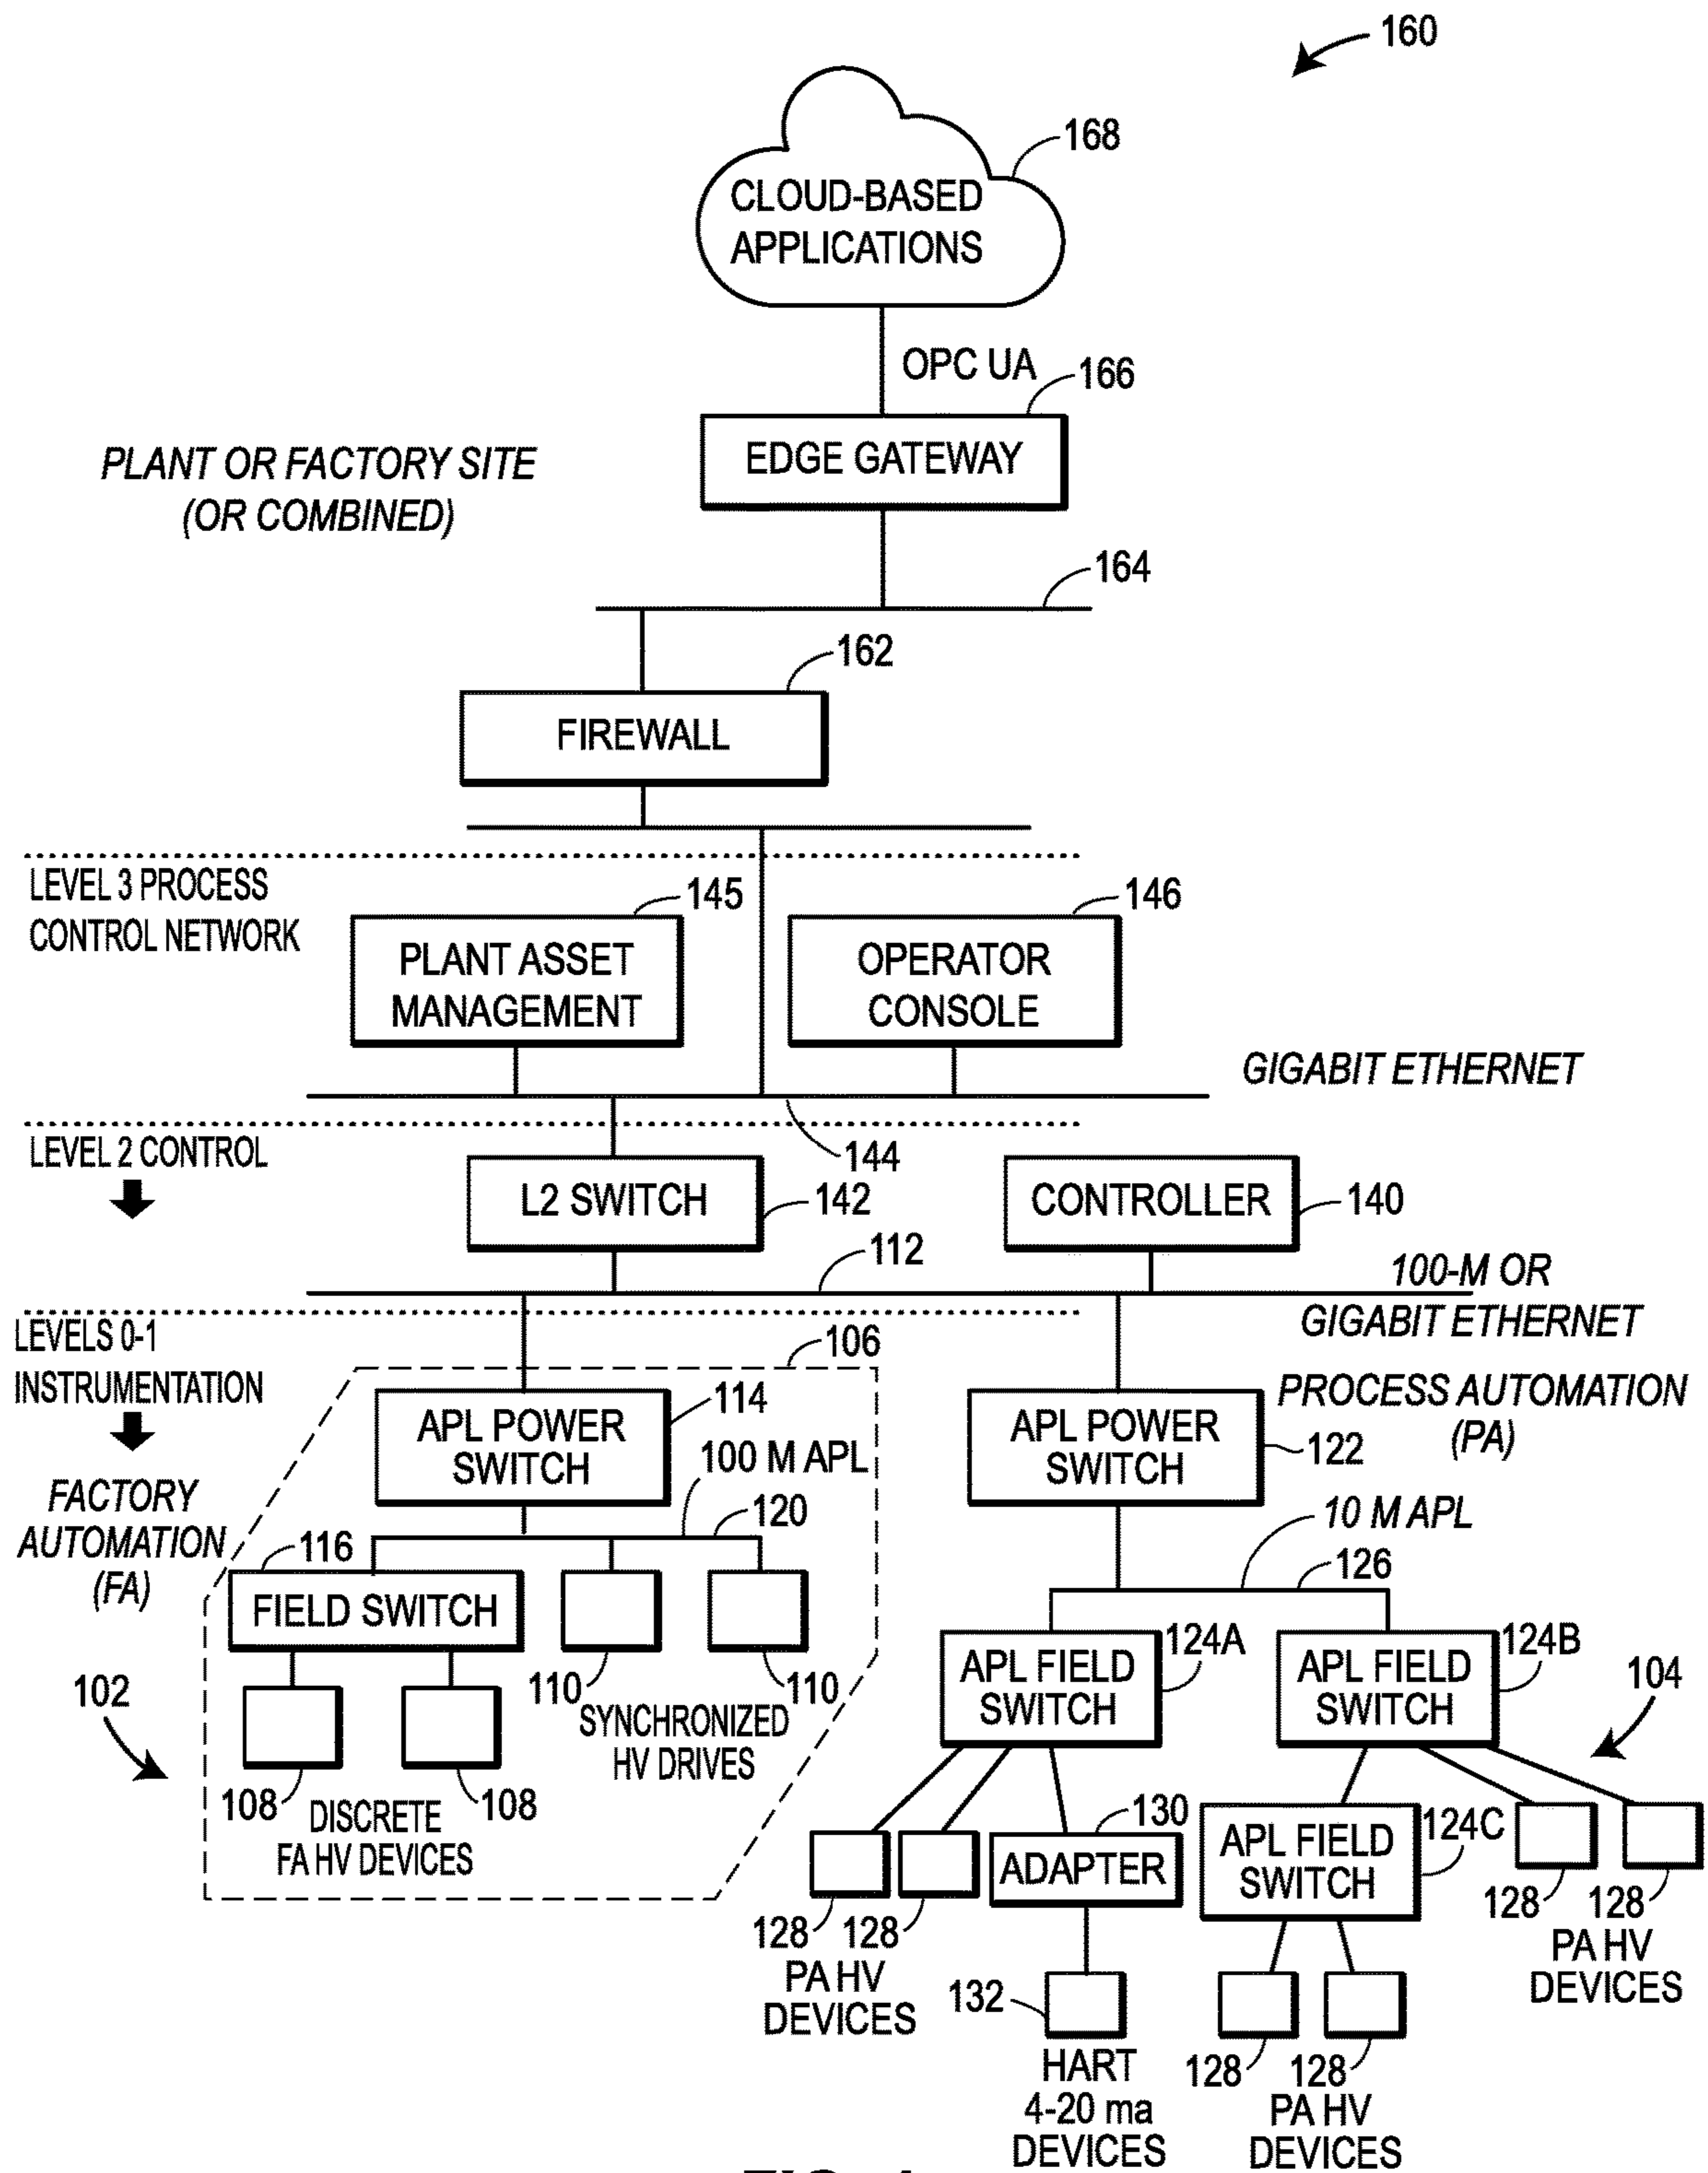 160
168
CLOUD-BASED
APPLICATIONS
OPC UA
166
EDGE GATEWAY
PLANT OR FACTORY SITE
(OR COMBINED)
164
162
FIREWALL
LEVEL 3 PROCESS
CONTROL NETWORK
145
146
PLANT ASSET
MANAGEMENT
OPERATOR
CONSOLE
GIGABIT ETHERNET
LEVEL 2 CONTROL
144
L2 SWITCH
142
CONTROLLER
140
112
100-M OR
GIGABIT ETHERNET
LEVELS 0-1
INSTRUMENTATION
106
APL POWER
SWITCH
114
100 M APL
120
FACTORY
AUTOMATION
(FA)
116
FIELD SWITCH
110
110
SYNCHRONIZED
HV DRIVES
102
108
108
DISCRETE
FA HV DEVICES
PROCESS AUTOMATION
(PA)
APL POWER
SWITCH
122
10 M APL
126
APL FIELD
SWITCH
124A
APL FIELD
SWITCH
124B
104
130
ADAPTER
APL FIELD
SWITCH
124C
128
128
PA HV
DEVICES
128
128
PA HV
DEVICES
132
HART
4-20 ma
DEVICES
128
128
PA HV
DEVICES